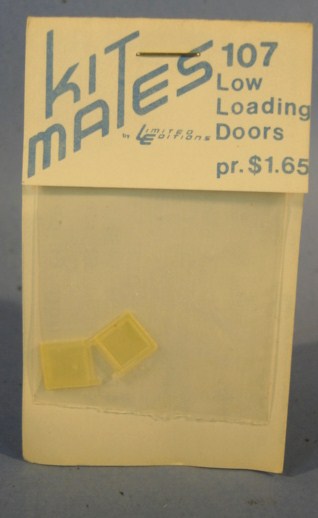 KIT
MATES
by LIMITED
EDITIONS
107
Low
Loading
Doors
pr. $1.65